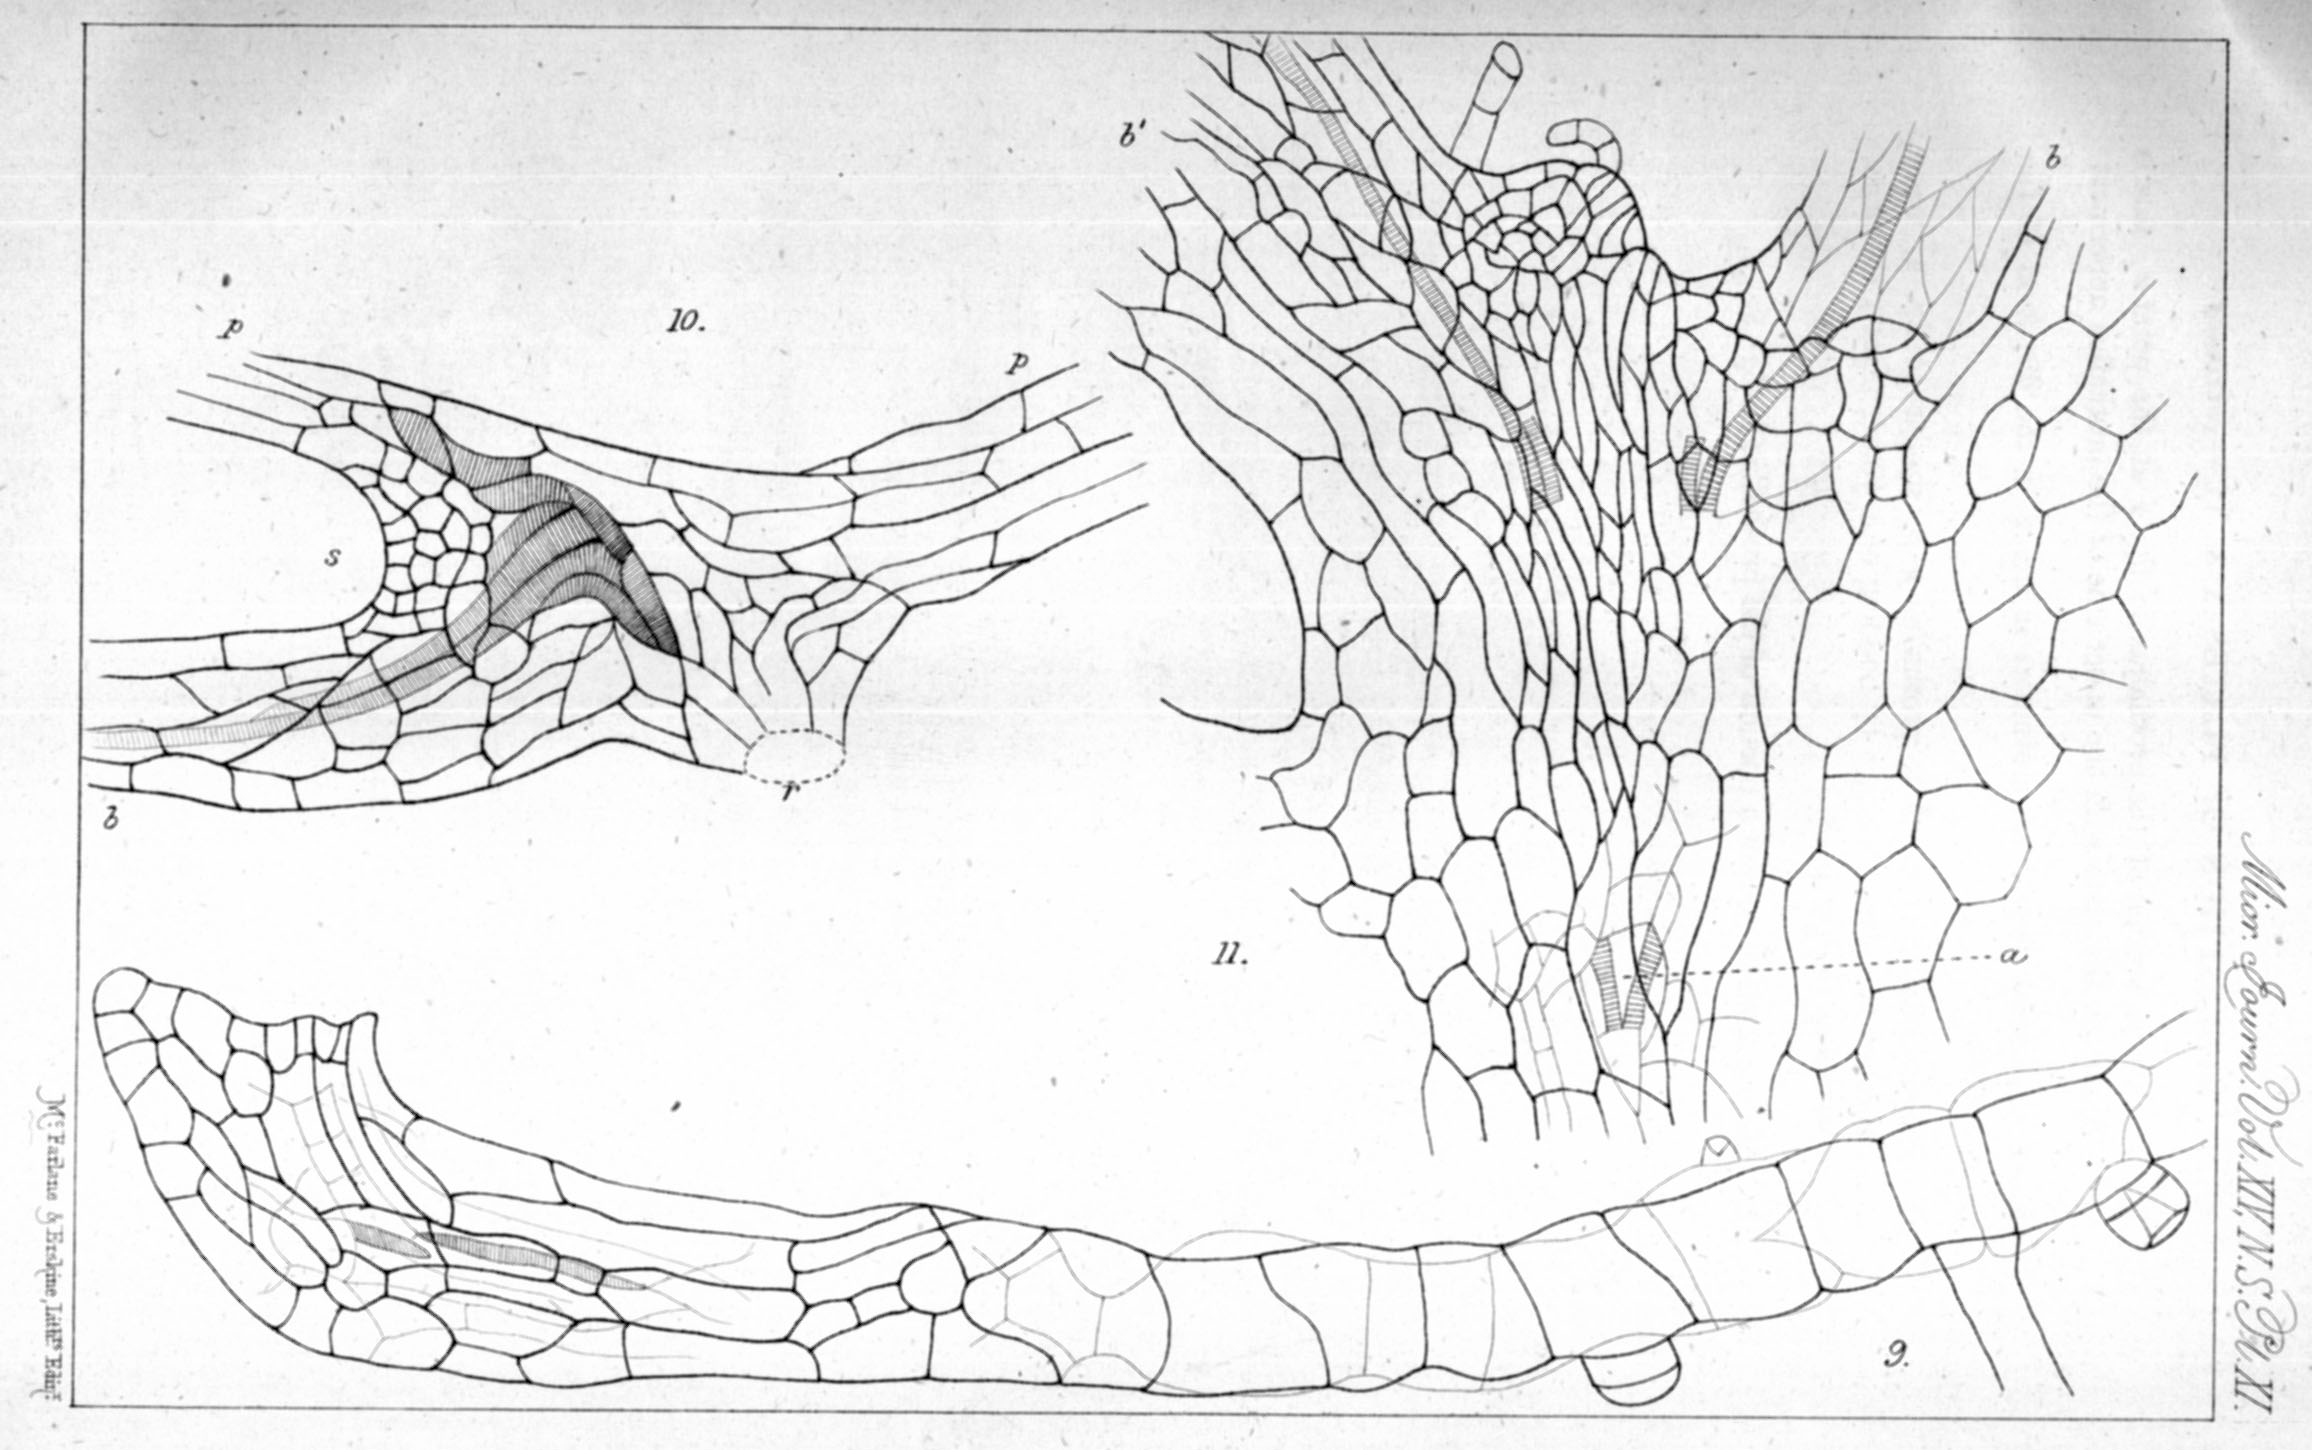 b'
b
p
10.
p
s
r
b
11.
a
9.
Micr. Journ. Vol. XIV, N.S. Pl. XI.
McFarlane & Erskine, Lithrs Edinr